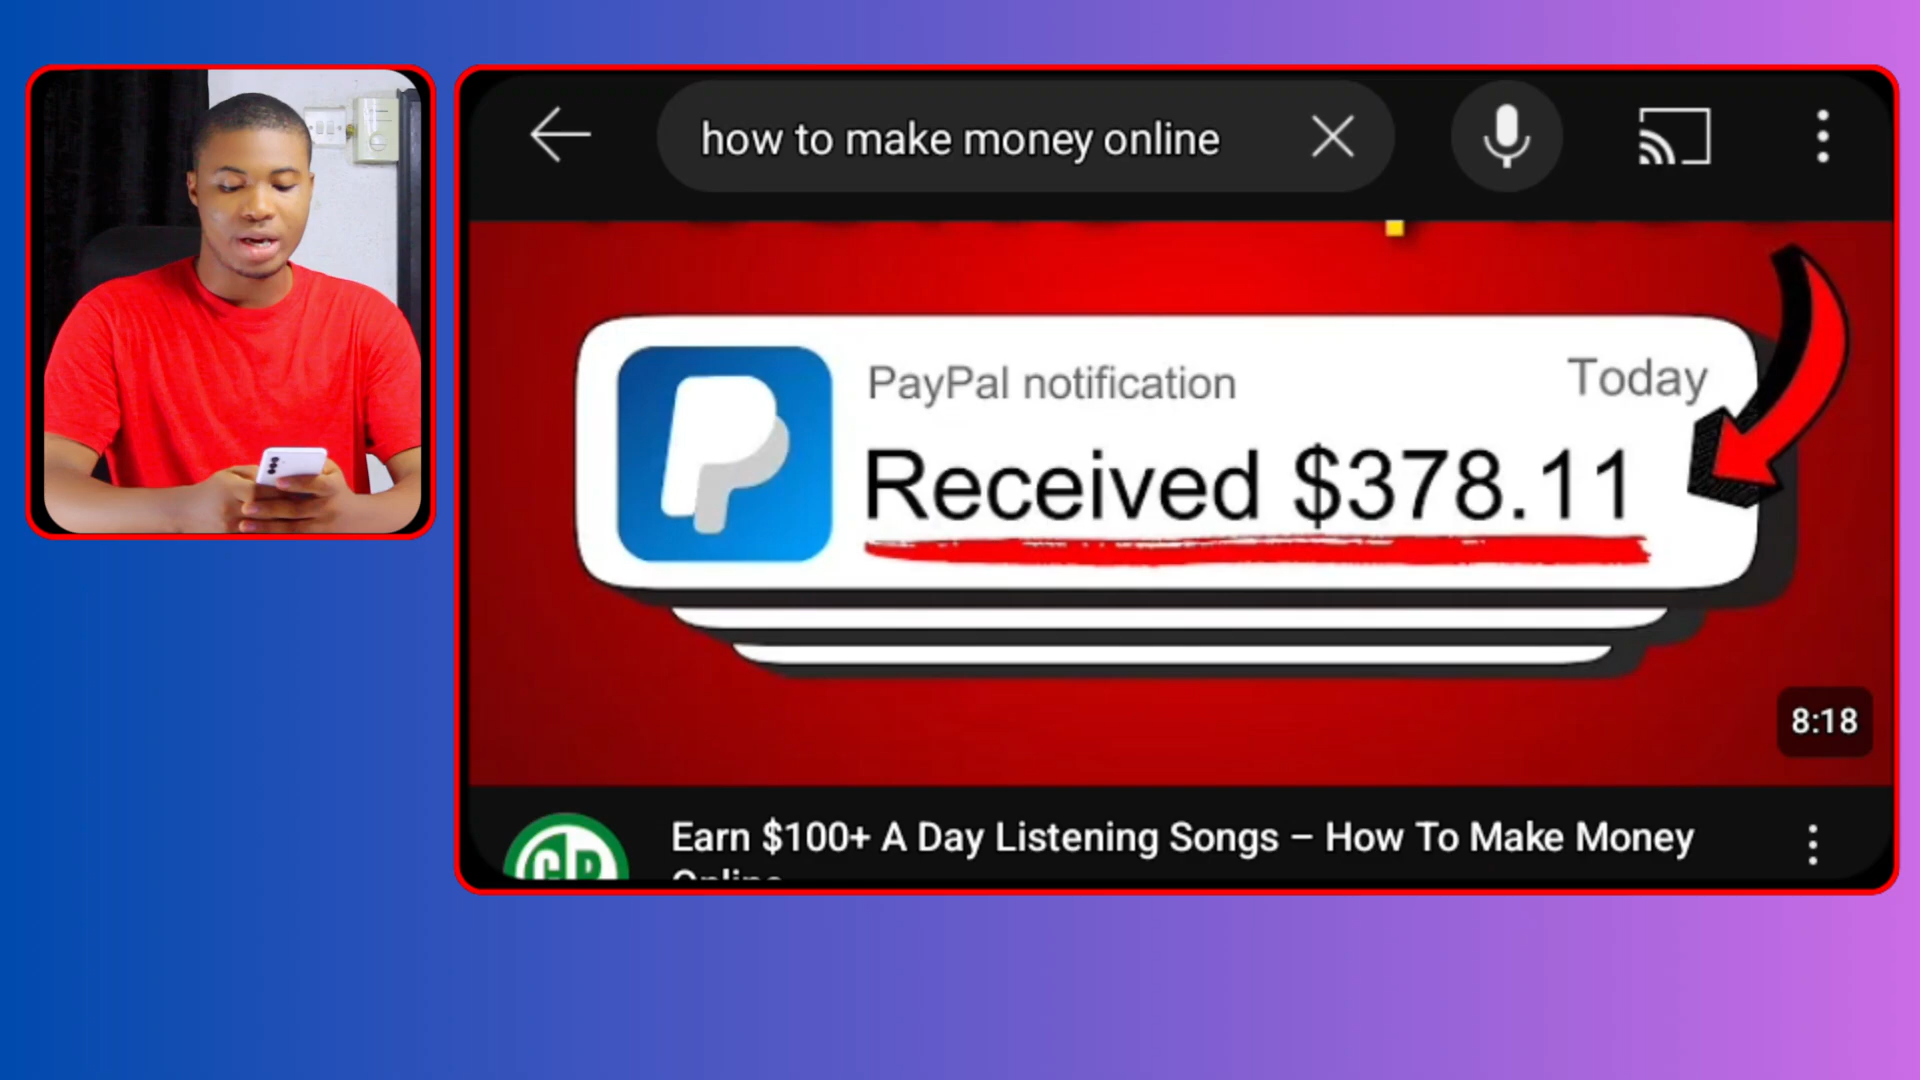 how to make money online
PayPal notification
Today
Received $378.11
8:18
Earn $100+ A Day Listening Songs – How To Make Money
Online